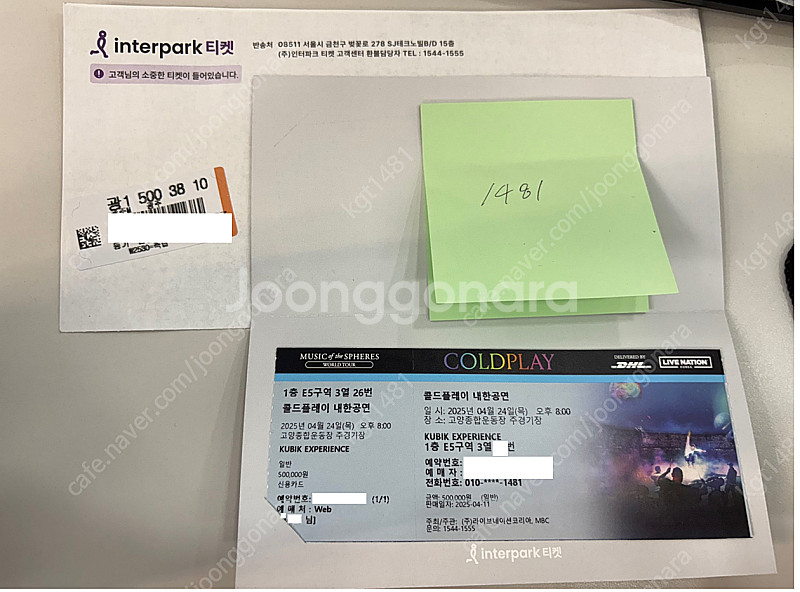 interpark 티켓
반송처 08511 서울시 금천구 벚꽃로 278 SJ테크노빌B/D 15층
(주)인터파크 티켓 고객센터 환불담당자 TEL : 1544-1555
고객님의 소중한 티켓이 들어있습니다.
광1 500 38 10
1481
Joonggonara
MUSIC of the SPHERES
WORLD TOUR
COLDPLAY
DELIVERED BY
DHL
LIVE NATION
KOREA
1층 E5구역 3열 26번
콜드플레이 내한공연
2025년 04월 24일(목) 오후 8:00
고양종합운동장 주경기장
KUBIK EXPERIENCE
일반
500,000원
신용카드
예약번호: (1/1)
예 매 처 : Web
님]
콜드플레이 내한공연
일 시: 2025년 04월 24일(목) 오후 8:00
장 소: 고양종합운동장 주경기장
KUBIK EXPERIENCE
1층 E5구역 3열 번
예약번호:
예 매 자 :
전화번호: 010-****-1481
금액: 500,000원 (일반)
판매일자: 2025-04-11
주최/주관: (주)라이브네이션코리아, MBC
문의: 1544-1555
interpark 티켓
cafe.naver.com/joonggonara
kgt1481